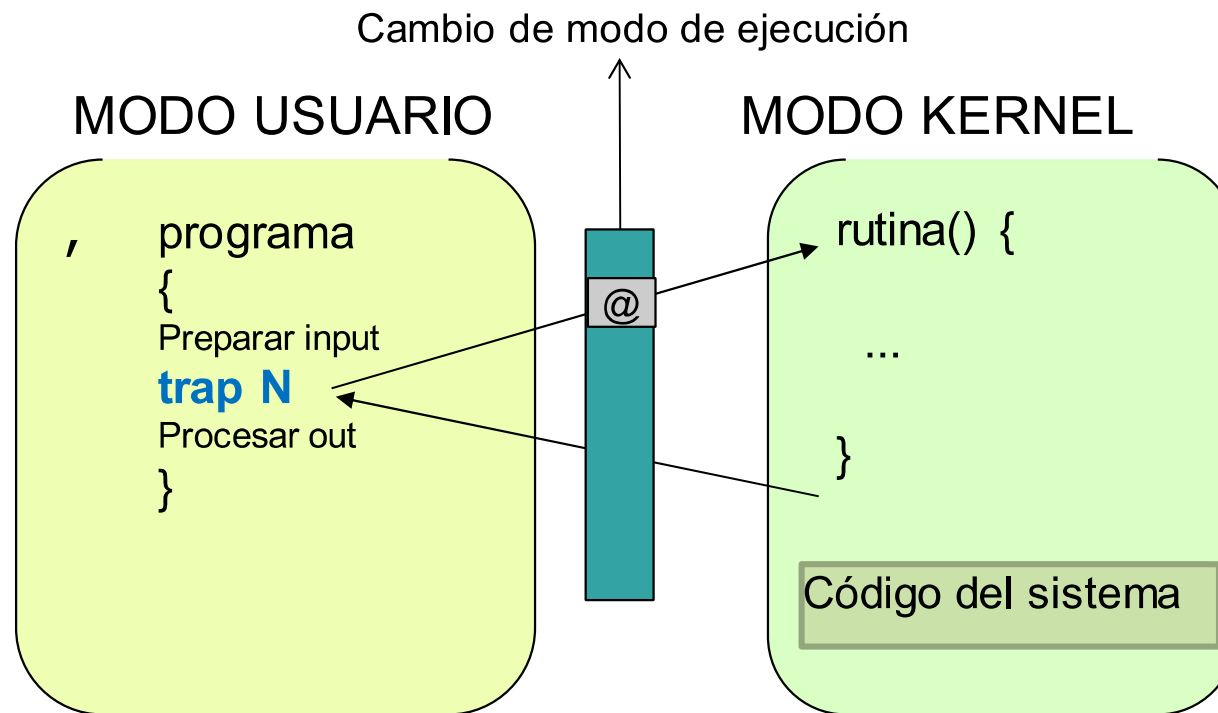 Cambio de modo de ejecución
MODO USUARIO
MODO KERNEL
, programa
{
Preparar input
trap N
Procesar out
}
@
rutina() {
...
}
Código del sistema